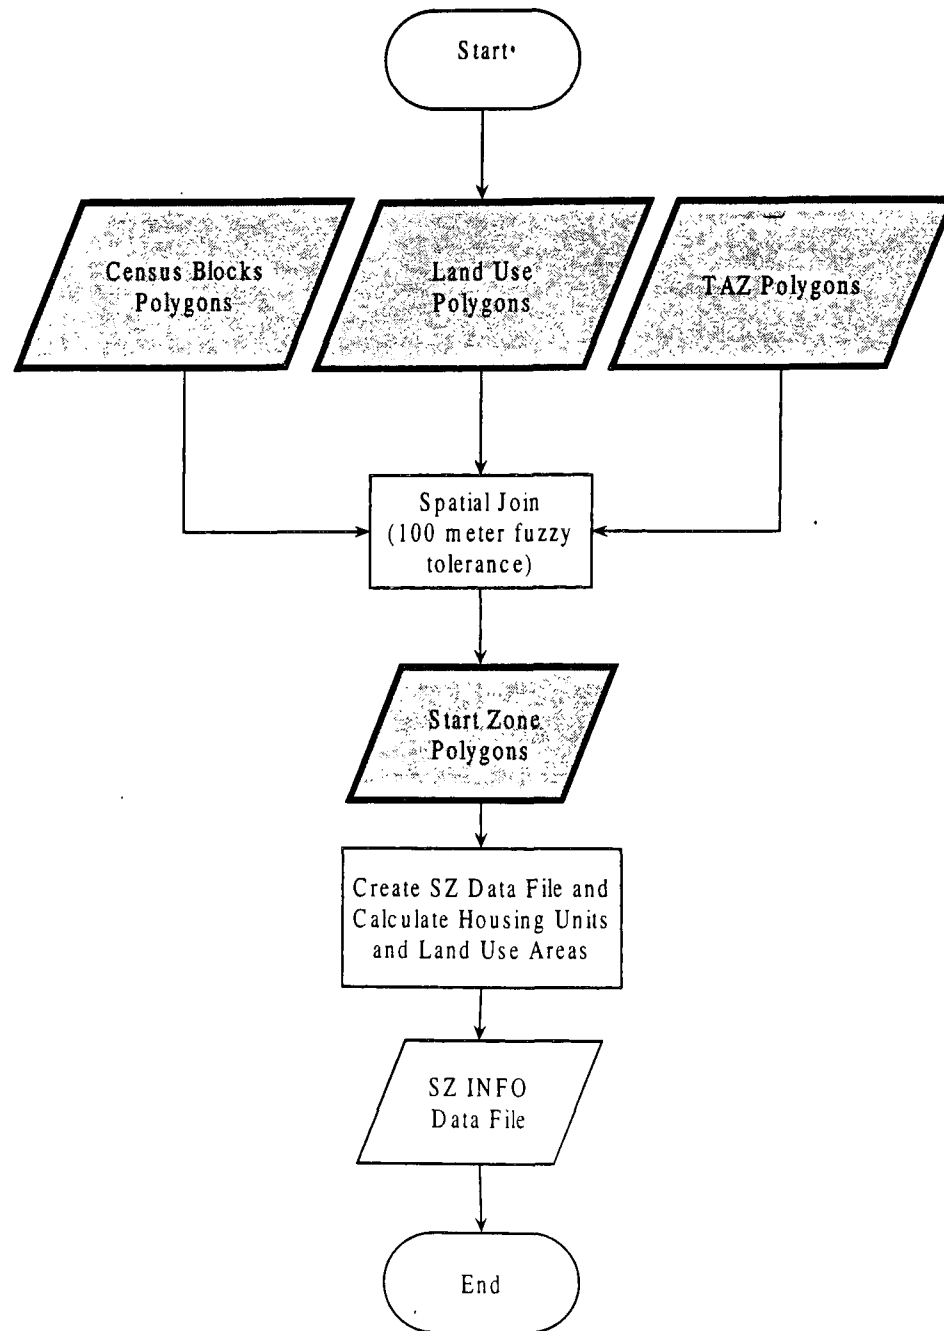 Start
Census Blocks
Polygons
Land Use
Polygons
TAZ Polygons
Spatial Join
(100 meter fuzzy
tolerance)
Start Zone
Polygons
Create SZ Data File and
Calculate Housing Units
and Land Use Areas
SZ INFO
Data File
End